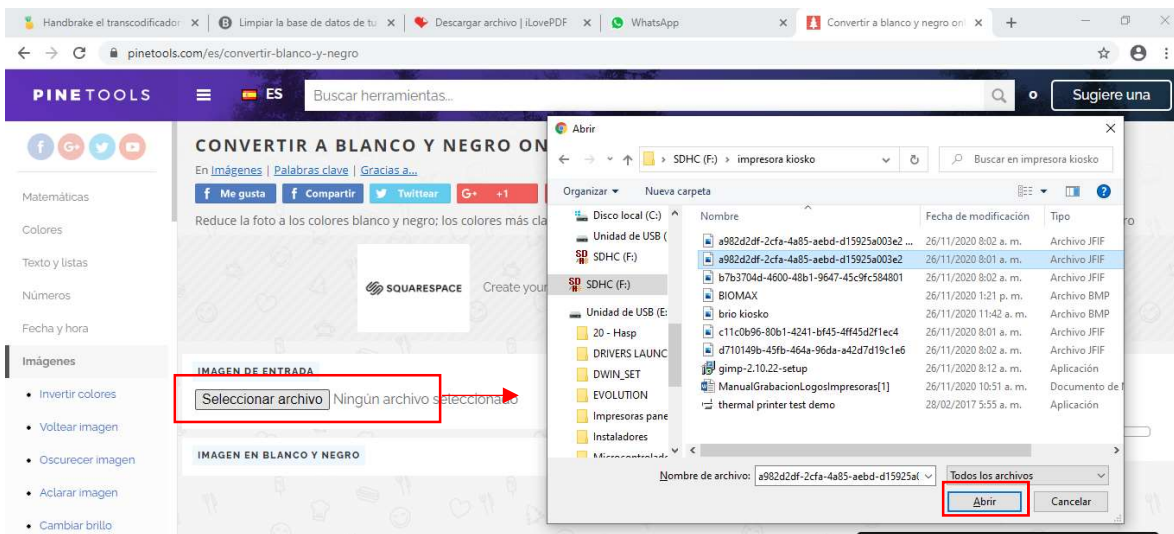 Handbrake el transcodificador
Limpiar la base de datos de tu
Descargar archivo | iLovePDF
WhatsApp
Convertir a blanco y negro onl
pinetools.com/es/convertir-blanco-y-negro
PINETOOLS
ES
Buscar herramientas...
o
Sugiere una
CONVERTIR A BLANCO Y NEGRO ON
En Imágenes | Palabras clave | Gracias a...
Me gusta
Compartir
Twittear
G+ +1
Reduce la foto a los colores blanco y negro; los colores más cla
ro
SQUARESPACE
Create your
Matemáticas
Colores
Texto y listas
Números
Fecha y hora
Imágenes
• Invertir colores
• Voltear imagen
• Oscurecer imagen
• Aclarar imagen
• Cambiar brillo
IMAGEN DE ENTRADA
Seleccionar archivo Ningún archivo seleccionado
IMAGEN EN BLANCO Y NEGRO
Abrir
SDHC (F:) › impresora kiosko
Buscar en impresora kiosko
Organizar
Nueva carpeta
Disco local (C:)
Unidad de USB (
SDHC (F:)
SDHC (F:)
Unidad de USB (E:
20 - Hasp
DRIVERS LAUNC
DWIN_SET
EVOLUTION
Impresoras pane
Instaladores
Microcontrolado
Nombre Fecha de modificación Tipo
a982d2df-2cfa-4a85-aebd-d15925a003e2 ... 26/11/2020 8:02 a. m. Archivo JFIF
a982d2df-2cfa-4a85-aebd-d15925a003e2 26/11/2020 8:01 a. m. Archivo JFIF
b7b3704d-4600-48b1-9647-45c9fc584801 26/11/2020 8:02 a. m. Archivo JFIF
BIOMAX 26/11/2020 1:21 p. m. Archivo BMP
brio kiosko 26/11/2020 11:42 a. m. Archivo BMP
c11c0b96-80b1-4241-bf45-4ff45d2f1ec4 26/11/2020 8:01 a. m. Archivo JFIF
d710149b-45fb-464a-96da-a42d7d19c1e6 26/11/2020 8:02 a. m. Archivo JFIF
gimp-2.10.22-setup 26/11/2020 8:12 a. m. Aplicación
ManualGrabacionLogosImpresoras[1] 26/11/2020 10:51 a. m. Documento de
thermal printer test demo 28/02/2017 5:55 a. m. Aplicación
Nombre de archivo: a982d2df-2cfa-4a85-aebd-d15925a(
Todos los archivos
Abrir
Cancelar